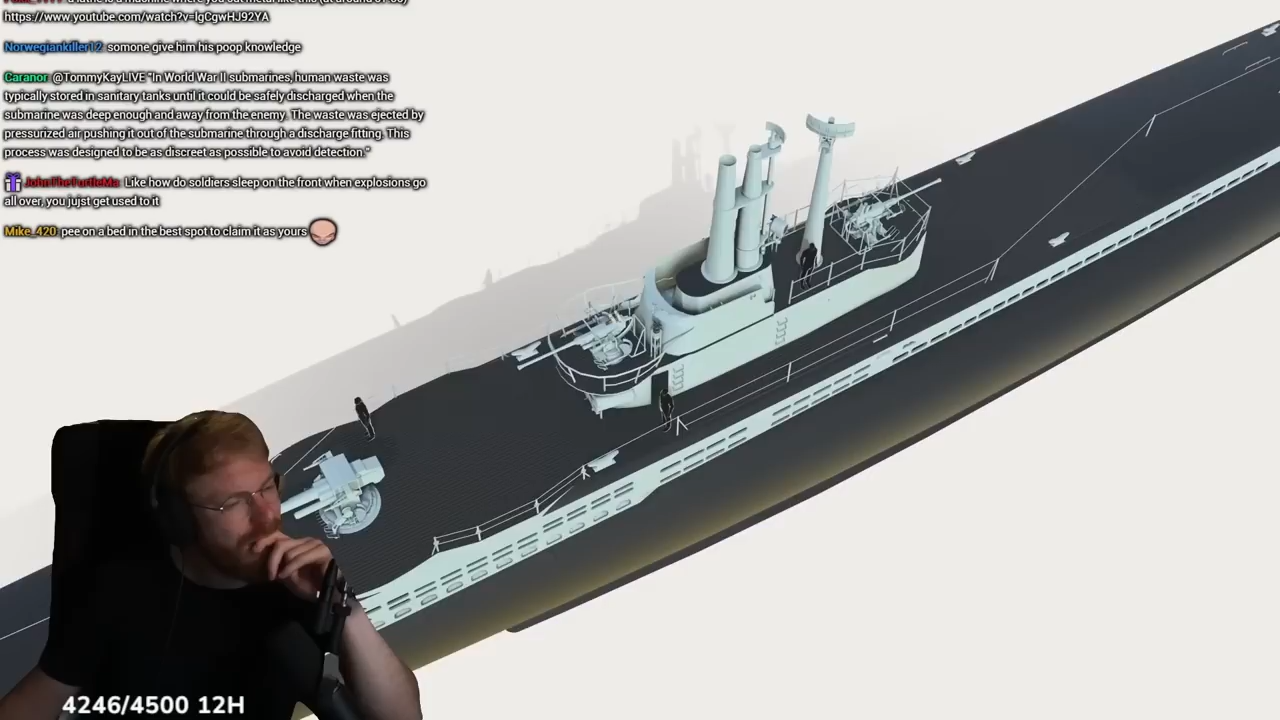 https://www.youtube.com/watch?v=IgCgwHJ92YA
Norwegiankiller12: somone give him his poop knowledge
Caranor: @TommyKayLIVE "In World War II submarines, human waste was
typically stored in sanitary tanks until it could be safely discharged when the
submarine was deep enough and away from the enemy. The waste was ejected by
pressurized air pushing it out of the submarine through a discharge fitting. This
process was designed to be as discreet as possible to avoid detection."
JohnTheTurtleMa: Like how do soldiers sleep on the front when explosions go
all over, you jujst get used to it
Mike_420: pee on a bed in the best spot to claim it as yours
4246/4500 12H